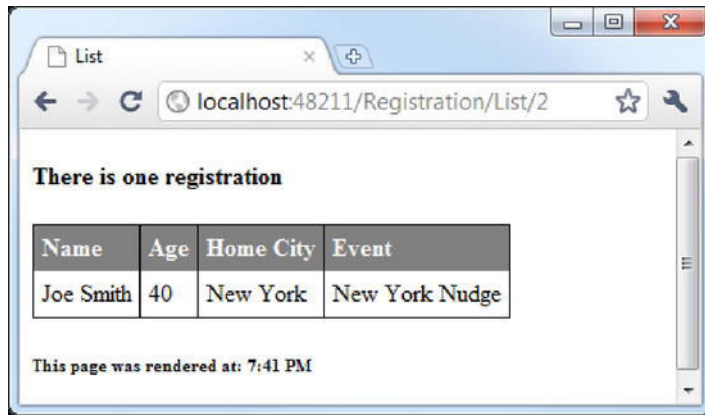 List
localhost:48211/Registration/List/2
There is one registration
Name Age Home City Event
Joe Smith 40 New York New York Nudge
This page was rendered at: 7:41 PM